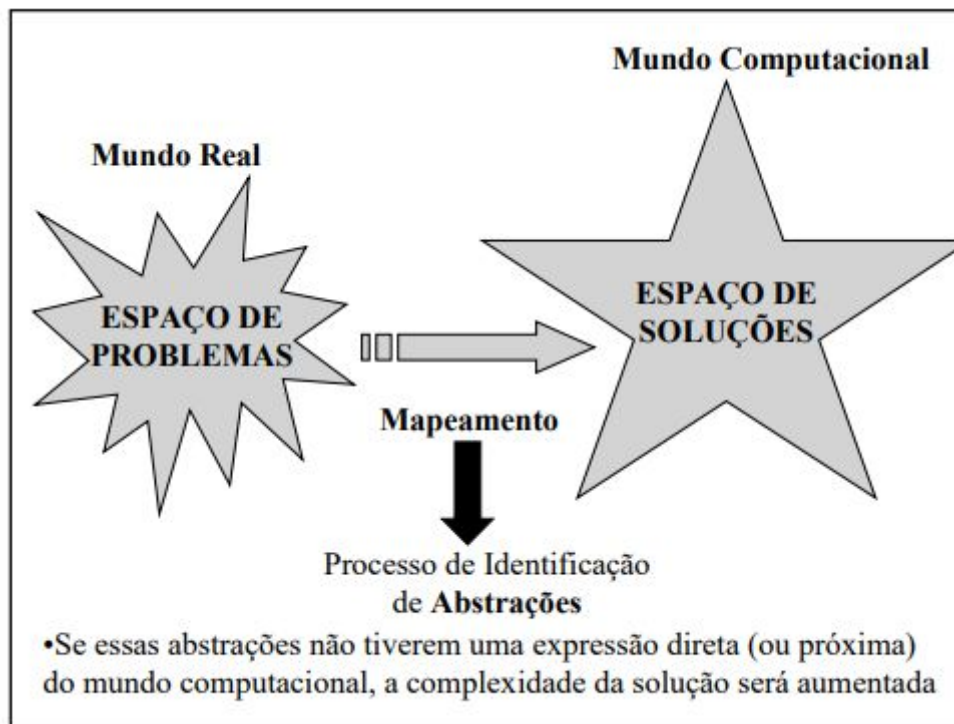 Mundo Computacional
Mundo Real
ESPAÇO DE
PROBLEMAS
ESPAÇO DE
SOLUÇÕES
Mapeamento
Processo de Identificação
de Abstrações
•Se essas abstrações não tiverem uma expressão direta (ou próxima)
do mundo computacional, a complexidade da solução será aumentada